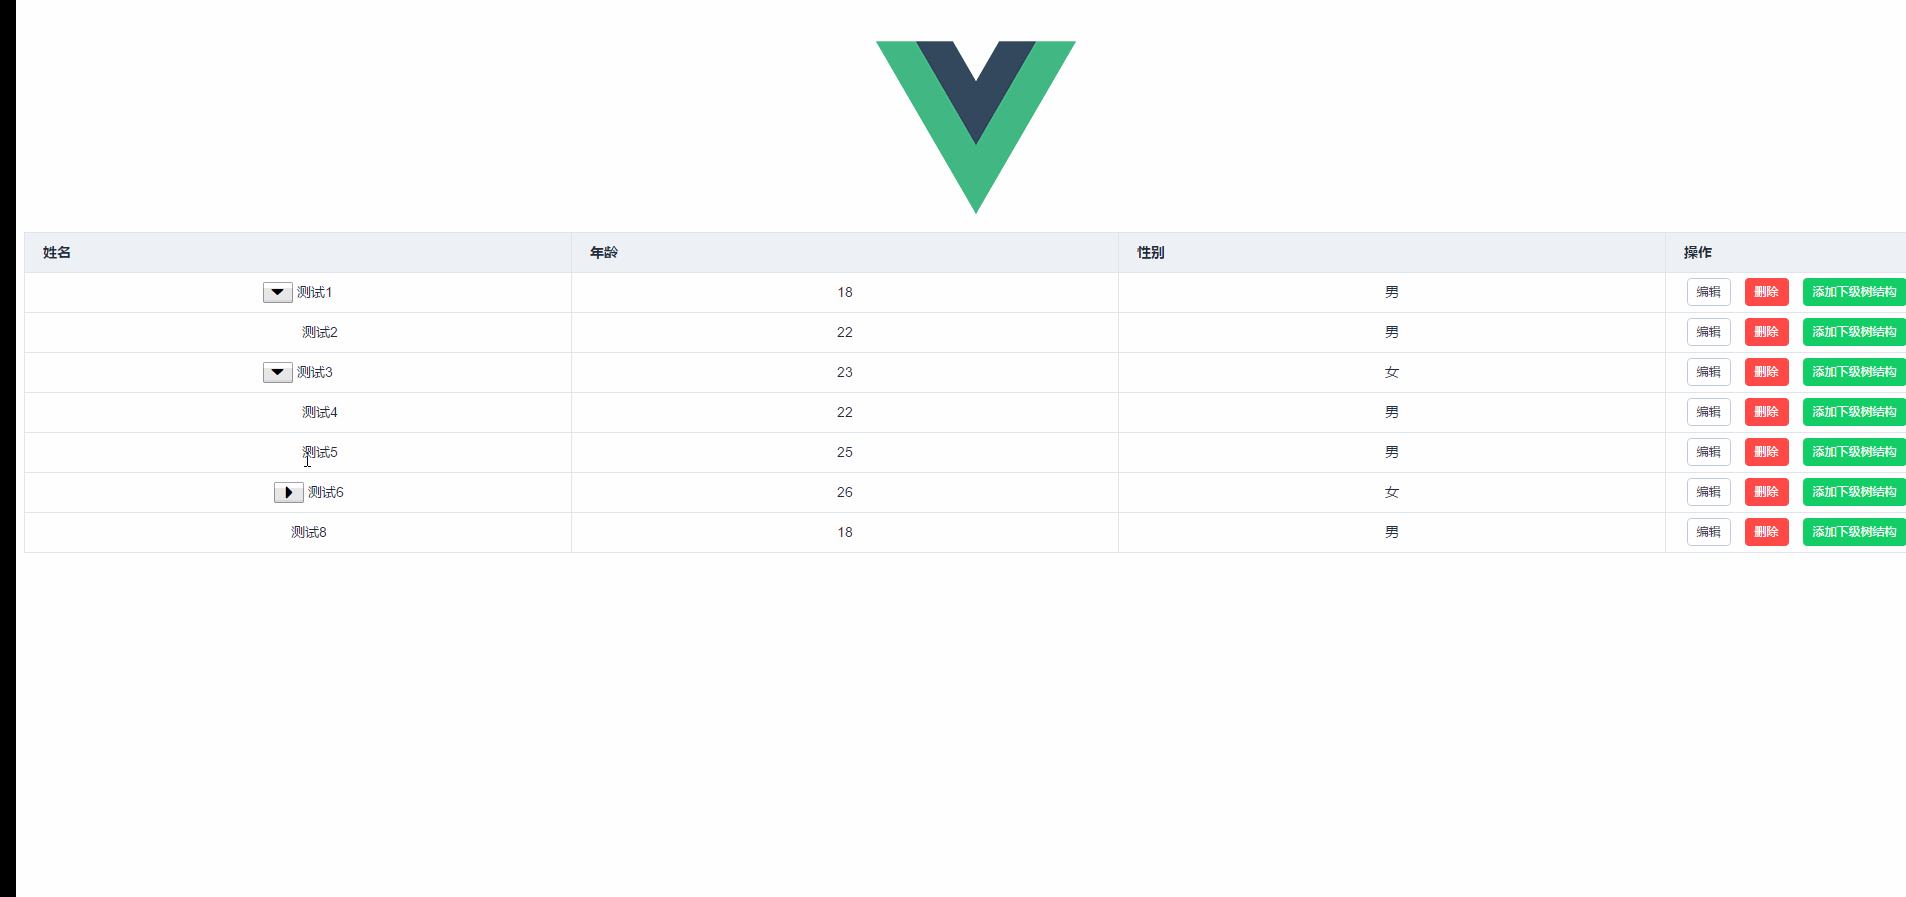 姓名 年龄 性别 操作
测试1 18 男 编辑 删除 添加下级树结构
测试2 22 男 编辑 删除 添加下级树结构
测试3 23 女 编辑 删除 添加下级树结构
测试4 22 男 编辑 删除 添加下级树结构
测试5 25 男 编辑 删除 添加下级树结构
测试6 26 女 编辑 删除 添加下级树结构
测试8 18 男 编辑 删除 添加下级树结构